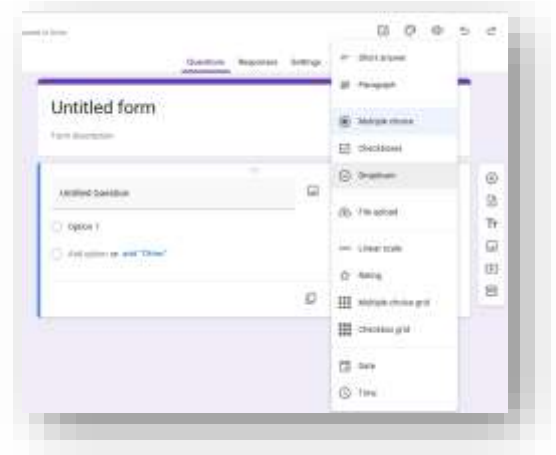 Questions Responses Settings
Untitled form
Form description
Untitled Question
Option 1
Add option or add "Other"
Short answer
Paragraph
Multiple choice
Checkboxes
Dropdown
File upload
Linear scale
Rating
Multiple choice grid
Checkbox grid
Date
Time
Tr